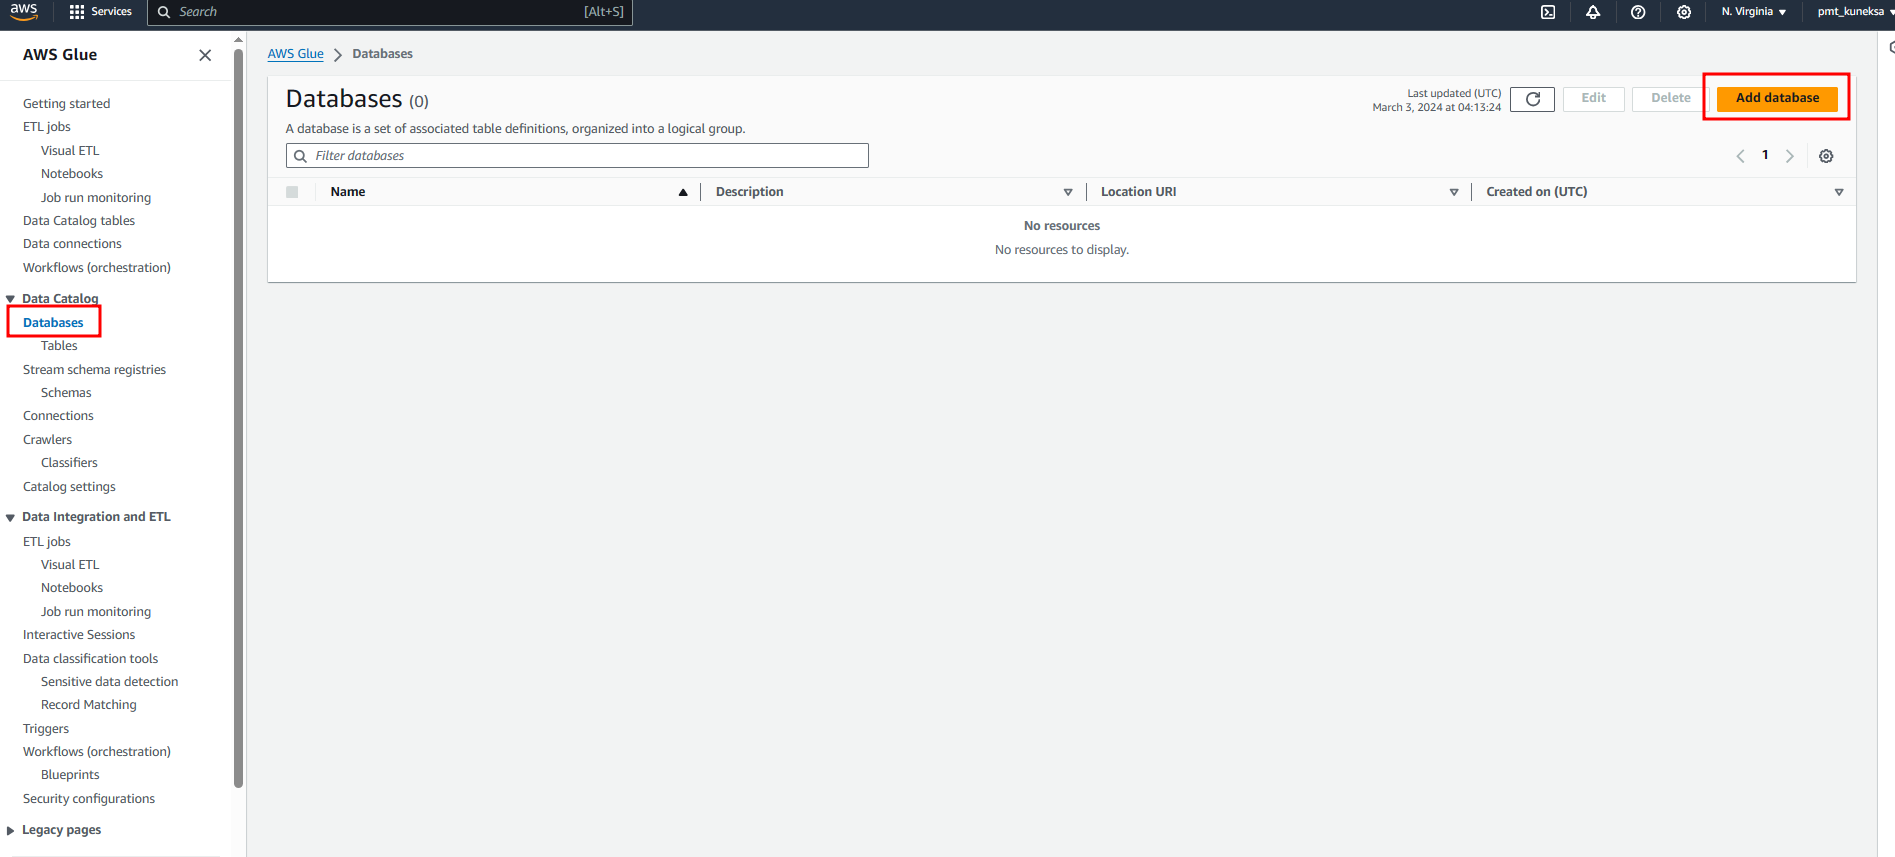 aws
Services
Search
[Alt+S]
N. Virginia
pmt_kuneksa
AWS Glue
Getting started
ETL jobs
Visual ETL
Notebooks
Job run monitoring
Data Catalog tables
Data connections
Workflows (orchestration)
Data Catalog
Databases
Tables
Stream schema registries
Schemas
Connections
Crawlers
Classifiers
Catalog settings
Data Integration and ETL
ETL jobs
Visual ETL
Notebooks
Job run monitoring
Interactive Sessions
Data classification tools
Sensitive data detection
Record Matching
Triggers
Workflows (orchestration)
Blueprints
Security configurations
Legacy pages
AWS Glue
Databases
Databases (0)
Last updated (UTC)
March 3, 2024 at 04:13:24
Edit
Delete
Add database
A database is a set of associated table definitions, organized into a logical group.
Filter databases
1
Name
Description
Location URI
Created on (UTC)
No resources
No resources to display.